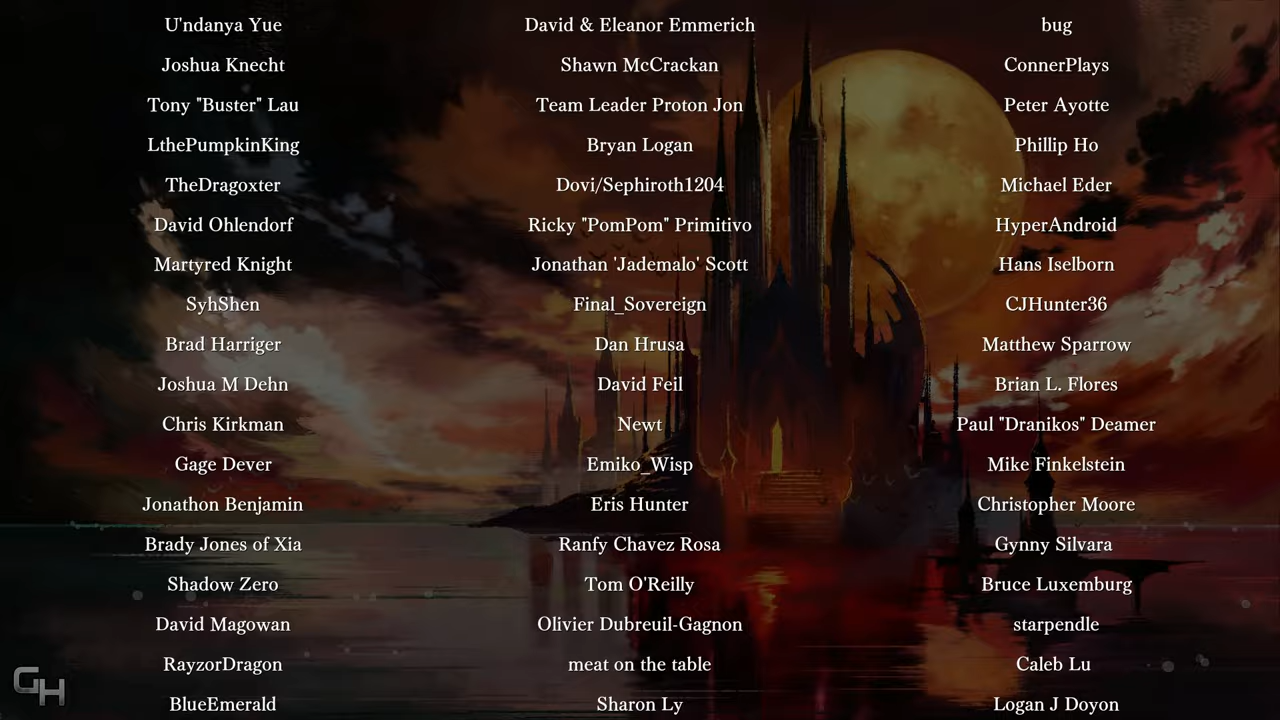 U'ndanya Yue
Joshua Knecht
Tony "Buster" Lau
LthePumpkinKing
TheDragoxter
David Ohlendorf
Martyred Knight
SyhShen
Brad Harriger
Joshua M Dehn
Chris Kirkman
Gage Dever
Jonathon Benjamin
Brady Jones of Xia
Shadow Zero
David Magowan
RayzorDragon
BlueEmerald
David & Eleanor Emmerich
Shawn McCrackan
Team Leader Proton Jon
Bryan Logan
Dovi/Sephiroth1204
Ricky "PomPom" Primitivo
Jonathan 'Jademalo' Scott
Final_Sovereign
Dan Hrusa
David Feil
Newt
Emiko_Wisp
Eris Hunter
Ranfy Chavez Rosa
Tom O'Reilly
Olivier Dubreuil-Gagnon
meat on the table
Sharon Ly
bug
ConnerPlays
Peter Ayotte
Phillip Ho
Michael Eder
HyperAndroid
Hans Iselborn
CJHunter36
Matthew Sparrow
Brian L. Flores
Paul "Dranikos" Deamer
Mike Finkelstein
Christopher Moore
Gynny Silvara
Bruce Luxemburg
starpendle
Caleb Lu
Logan J Doyon
GH